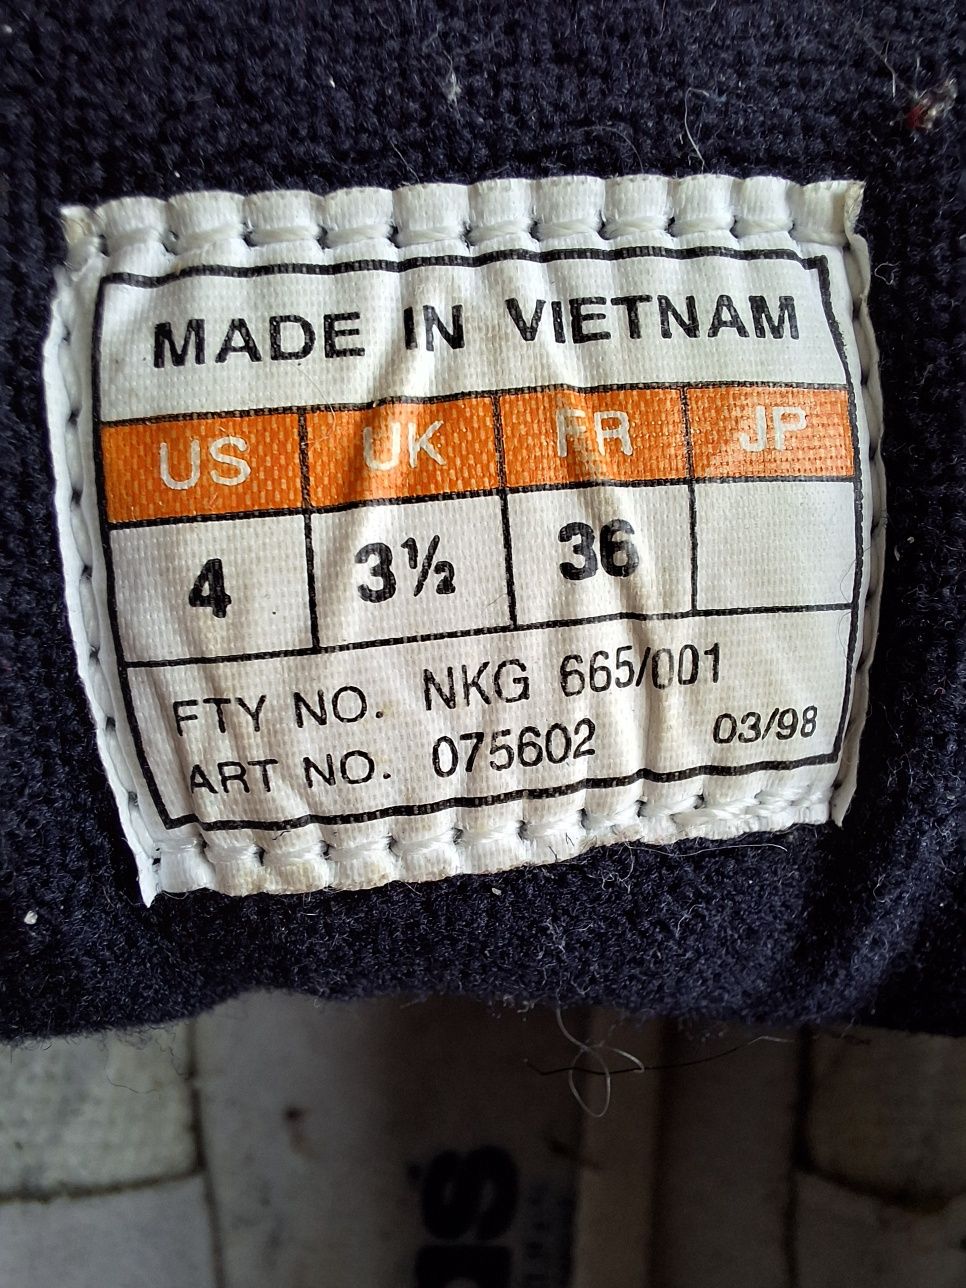 MADE IN VIETNAM
US UK FR JP
4 3½ 36
FTY NO. NKG 665/001
ART NO. 075602 03/98